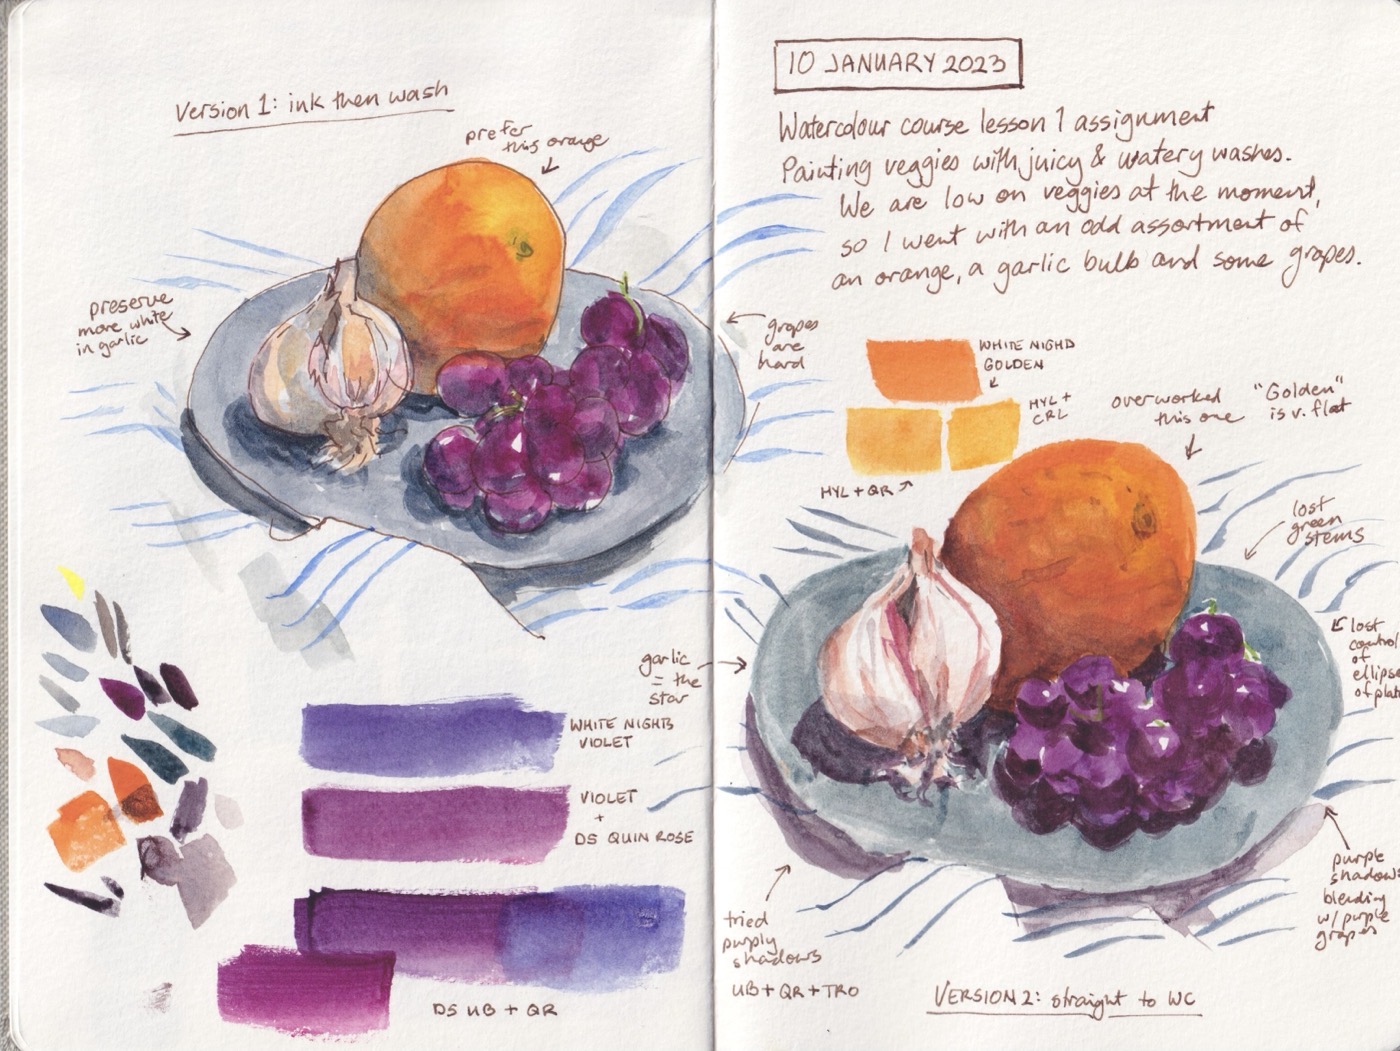 Version 1: ink then wash
prefer
this orange
preserve
more white
in garlic
WHITE NIGHTS
VIOLET
VIOLET
+
DS QUIN ROSE
DS UB + QR
10 JANUARY 2023
Watercolour course lesson 1 assignment
Painting veggies with juicy & watery washes.
We are low on veggies at the moment,
so I went with an odd assortment of
an orange, a garlic bulb and some grapes.
grapes
are
hard
WHITE NIGHTS
GOLDEN
HYL +
CRL
HYL + QR
overworked
this one
"Golden"
is v. flat
lost
green
stems
lost
control
of
ellipse
of plat
garlic
= the
star
purple
shadows
blending
w/ purple
grapes
tried
purply
shadows
UB + QR + TRO
VERSION 2: straight to WC